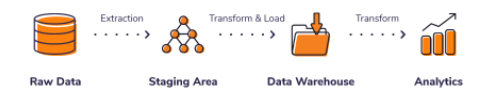 Extraction
Transform & Load
Transform
Raw Data
Staging Area
Data Warehouse
Analytics